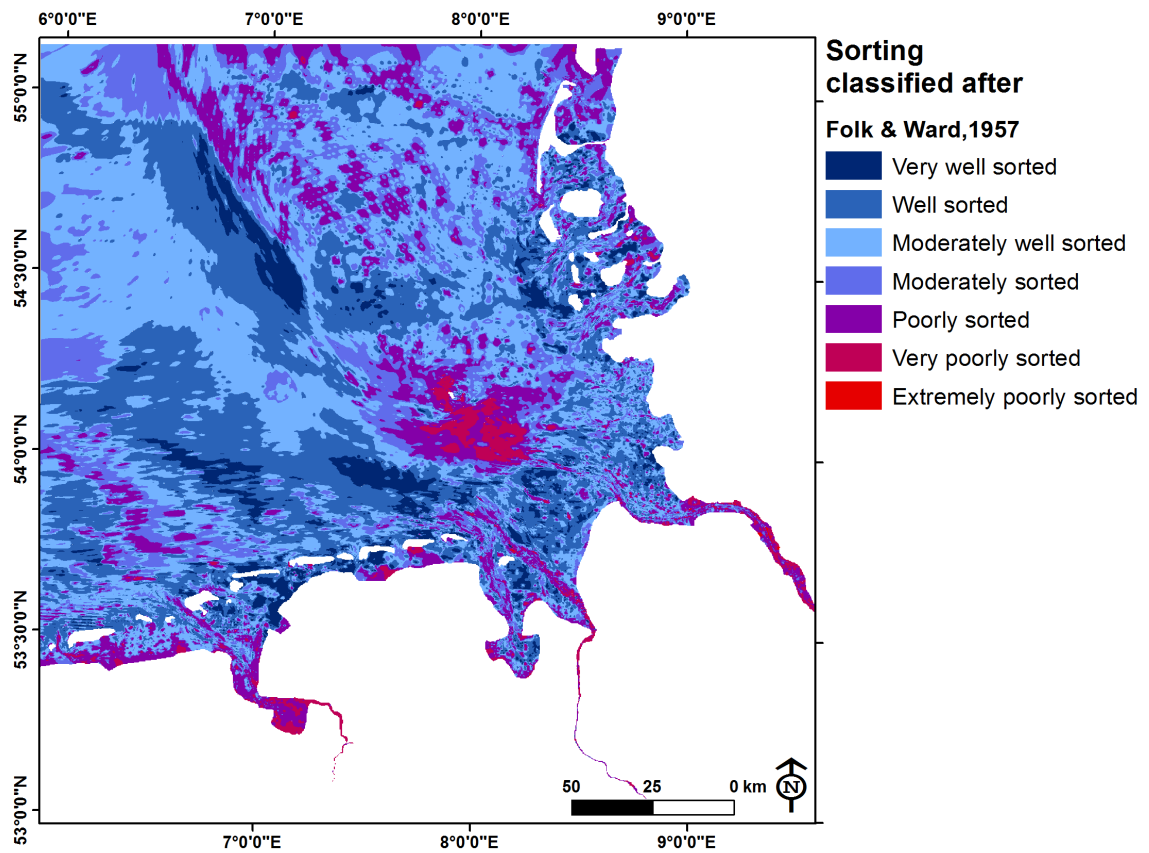 6°0'0"E 7°0'0"E 8°0'0"E 9°0'0"E
55°0'0"N
54°30'0"N
54°0'0"N
53°30'0"N
53°0'0"N
Sorting
classified after
Folk & Ward,1957
Very well sorted
Well sorted
Moderately well sorted
Moderately sorted
Poorly sorted
Very poorly sorted
Extremely poorly sorted
50 25 0 km
N
7°0'0"E 8°0'0"E 9°0'0"E